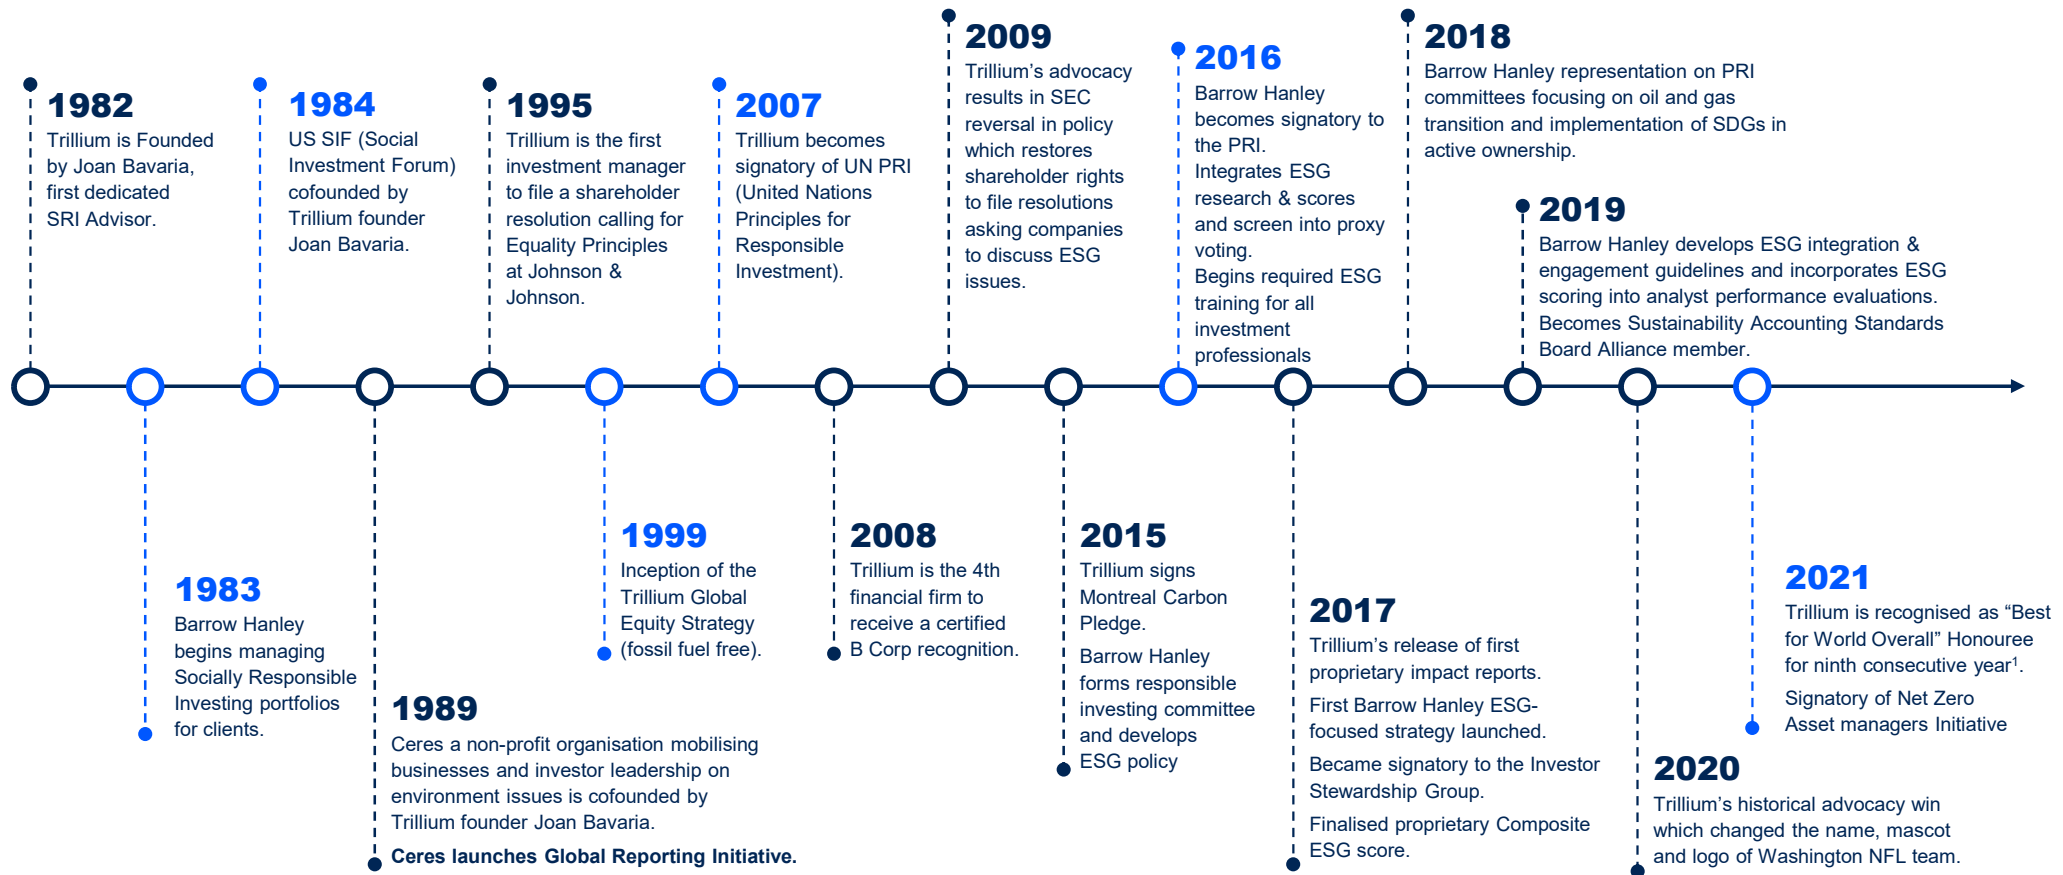 1982
Trillium is Founded
by Joan Bavaria,
first dedicated
SRI Advisor.
1983
Barrow Hanley
begins managing
Socially Responsible
Investing portfolios
for clients.
1984
US SIF (Social
Investment Forum)
cofounded by
Trillium founder
Joan Bavaria.
1989
Ceres a non-profit organisation mobilising
businesses and investor leadership on
environment issues is cofounded by
Trillium founder Joan Bavaria.
Ceres launches Global Reporting Initiative.
1995
Trillium is the first
investment manager
to file a shareholder
resolution calling for
Equality Principles
at Johnson &
Johnson.
1999
Inception of the
Trillium Global
Equity Strategy
(fossil fuel free).
2007
Trillium becomes
signatory of UN PRI
(United Nations
Principles for
Responsible
Investment).
2008
Trillium is the 4th
financial firm to
receive a certified
B Corp recognition.
2009
Trillium’s advocacy
results in SEC
reversal in policy
which restores
shareholder rights
to file resolutions
asking companies
to discuss ESG
issues.
2015
Trillium signs
Montreal Carbon
Pledge.
Barrow Hanley
forms responsible
investing committee
and develops
ESG policy
2016
Barrow Hanley
becomes signatory to
the PRI.
Integrates ESG
research & scores
and screen into proxy
voting.
Begins required ESG
training for all
investment
professionals
2017
Trillium’s release of first
proprietary impact reports.
First Barrow Hanley ESG-
focused strategy launched.
Became signatory to the Investor
Stewardship Group.
Finalised proprietary Composite
ESG score.
2018
Barrow Hanley representation on PRI
committees focusing on oil and gas
transition and implementation of SDGs in
active ownership.
2019
Barrow Hanley develops ESG integration &
engagement guidelines and incorporates ESG
scoring into analyst performance evaluations.
Becomes Sustainability Accounting Standards
Board Alliance member.
2020
Trillium’s historical advocacy win
which changed the name, mascot
and logo of Washington NFL team.
2021
Trillium is recognised as “Best
for World Overall” Honouree
for ninth consecutive year¹.
Signatory of Net Zero
Asset managers Initiative